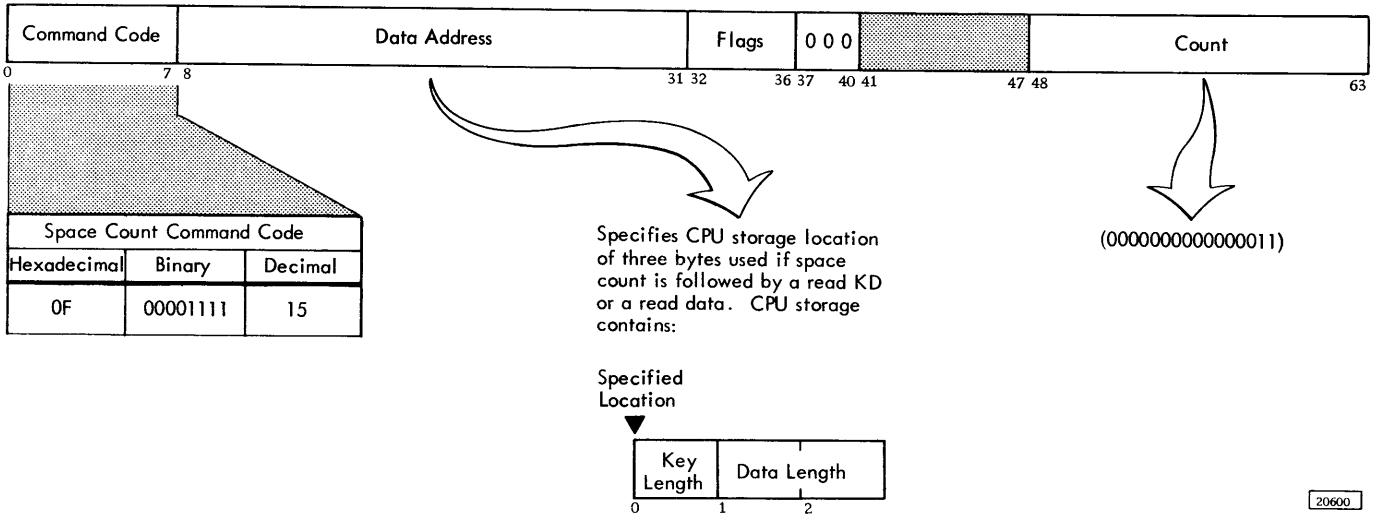 Command Code Data Address Flags 0 0 0 Count
0 7 8 31 32 36 37 40 41 47 48 63
Space Count Command Code
Hexadecimal Binary Decimal
0F 00001111 15
Specifies CPU storage location
of three bytes used if space
count is followed by a read KD
or a read data. CPU storage
contains:
(0000000000000011)
Specified
Location
Key
Length
Data Length
0 1 2
20600